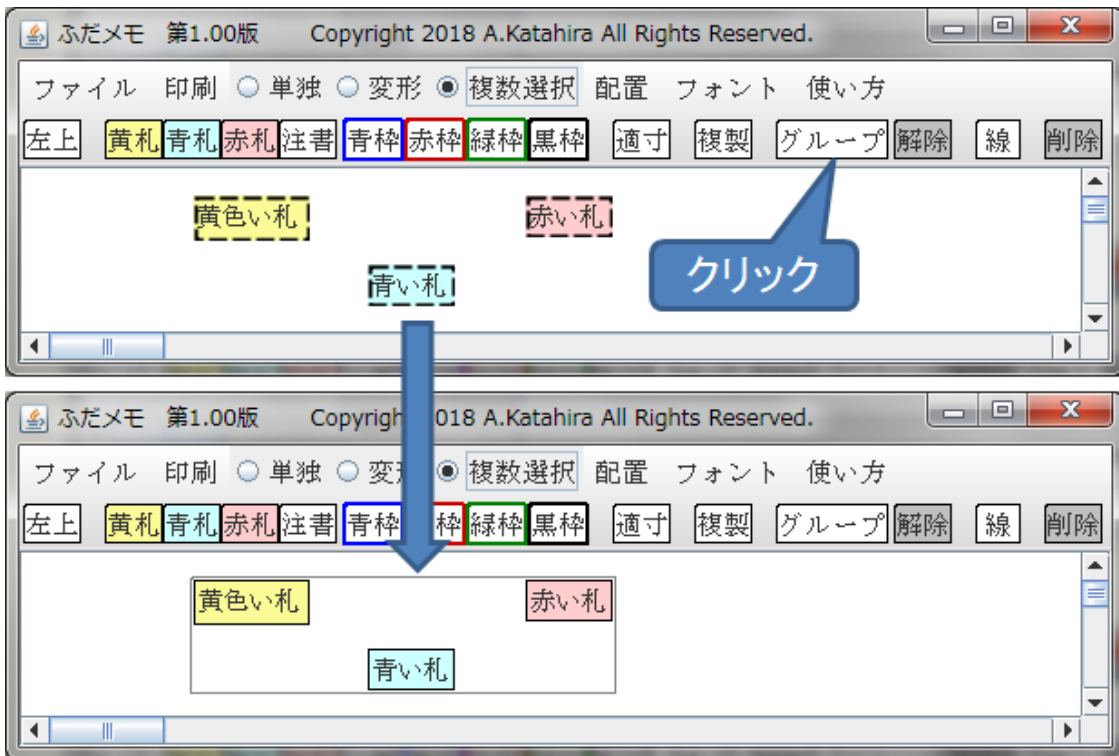 ふだメモ 第1.00版 Copyright 2018 A.Katahira All Rights Reserved.
ファイル 印刷 単独 変形 複数選択 配置 フォント 使い方
左上 黄札 青札 赤札 注書 青枠 赤枠 緑枠 黒枠 適寸 複製 グループ 解除 線 削除
黄色い札 赤い札
クリック
青い札
ふだメモ 第1.00版 Copyrigh 018 A.Katahira All Rights Reserved.
ファイル 印刷 単独 変 複数選択 配置 フォント 使い方
左上 黄札 青札 赤札 注書 青枠 枠 緑枠 黒枠 適寸 複製 グループ 解除 線 削除
黄色い札 赤い札
青い札